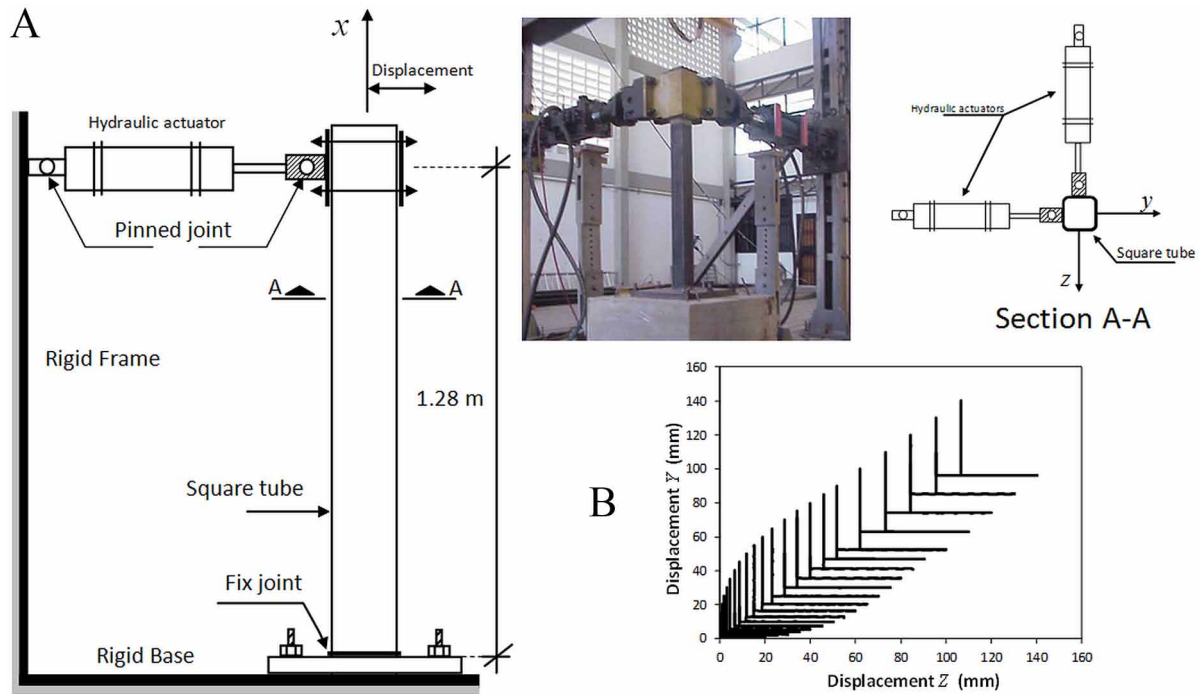 A
x
Displacement
Hydraulic actuator
Pinned joint
A
A
Rigid Frame
1.28 m
Square tube
Fix joint
Rigid Base
Hydraulic actuators
y
Square tube
z
Section A-A
B
Displacement Y (mm)
160
140
120
100
80
60
40
20
0
0 20 40 60 80 100 120 140 160
Displacement Z (mm)